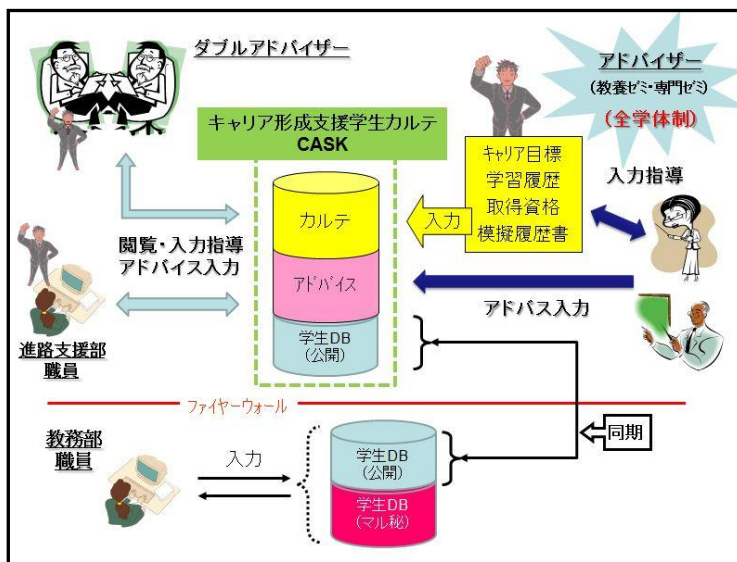 ダブルアドバイザー
アドバイザー
(教養ゼミ・専門ゼミ)
(全学体制)
キャリア形成支援学生カルテ
CASK
キャリア目標
学習履歴
取得資格
模擬履歴書
入力指導
入力
カルテ
閲覧・入力指導
アドバイス入力
アドバイス
アドバス入力
学生DB
(公開)
進路支援部
職員
ファイヤーウォール
教務部
職員
入力
同期
学生DB
(公開)
学生DB
(マル秘)